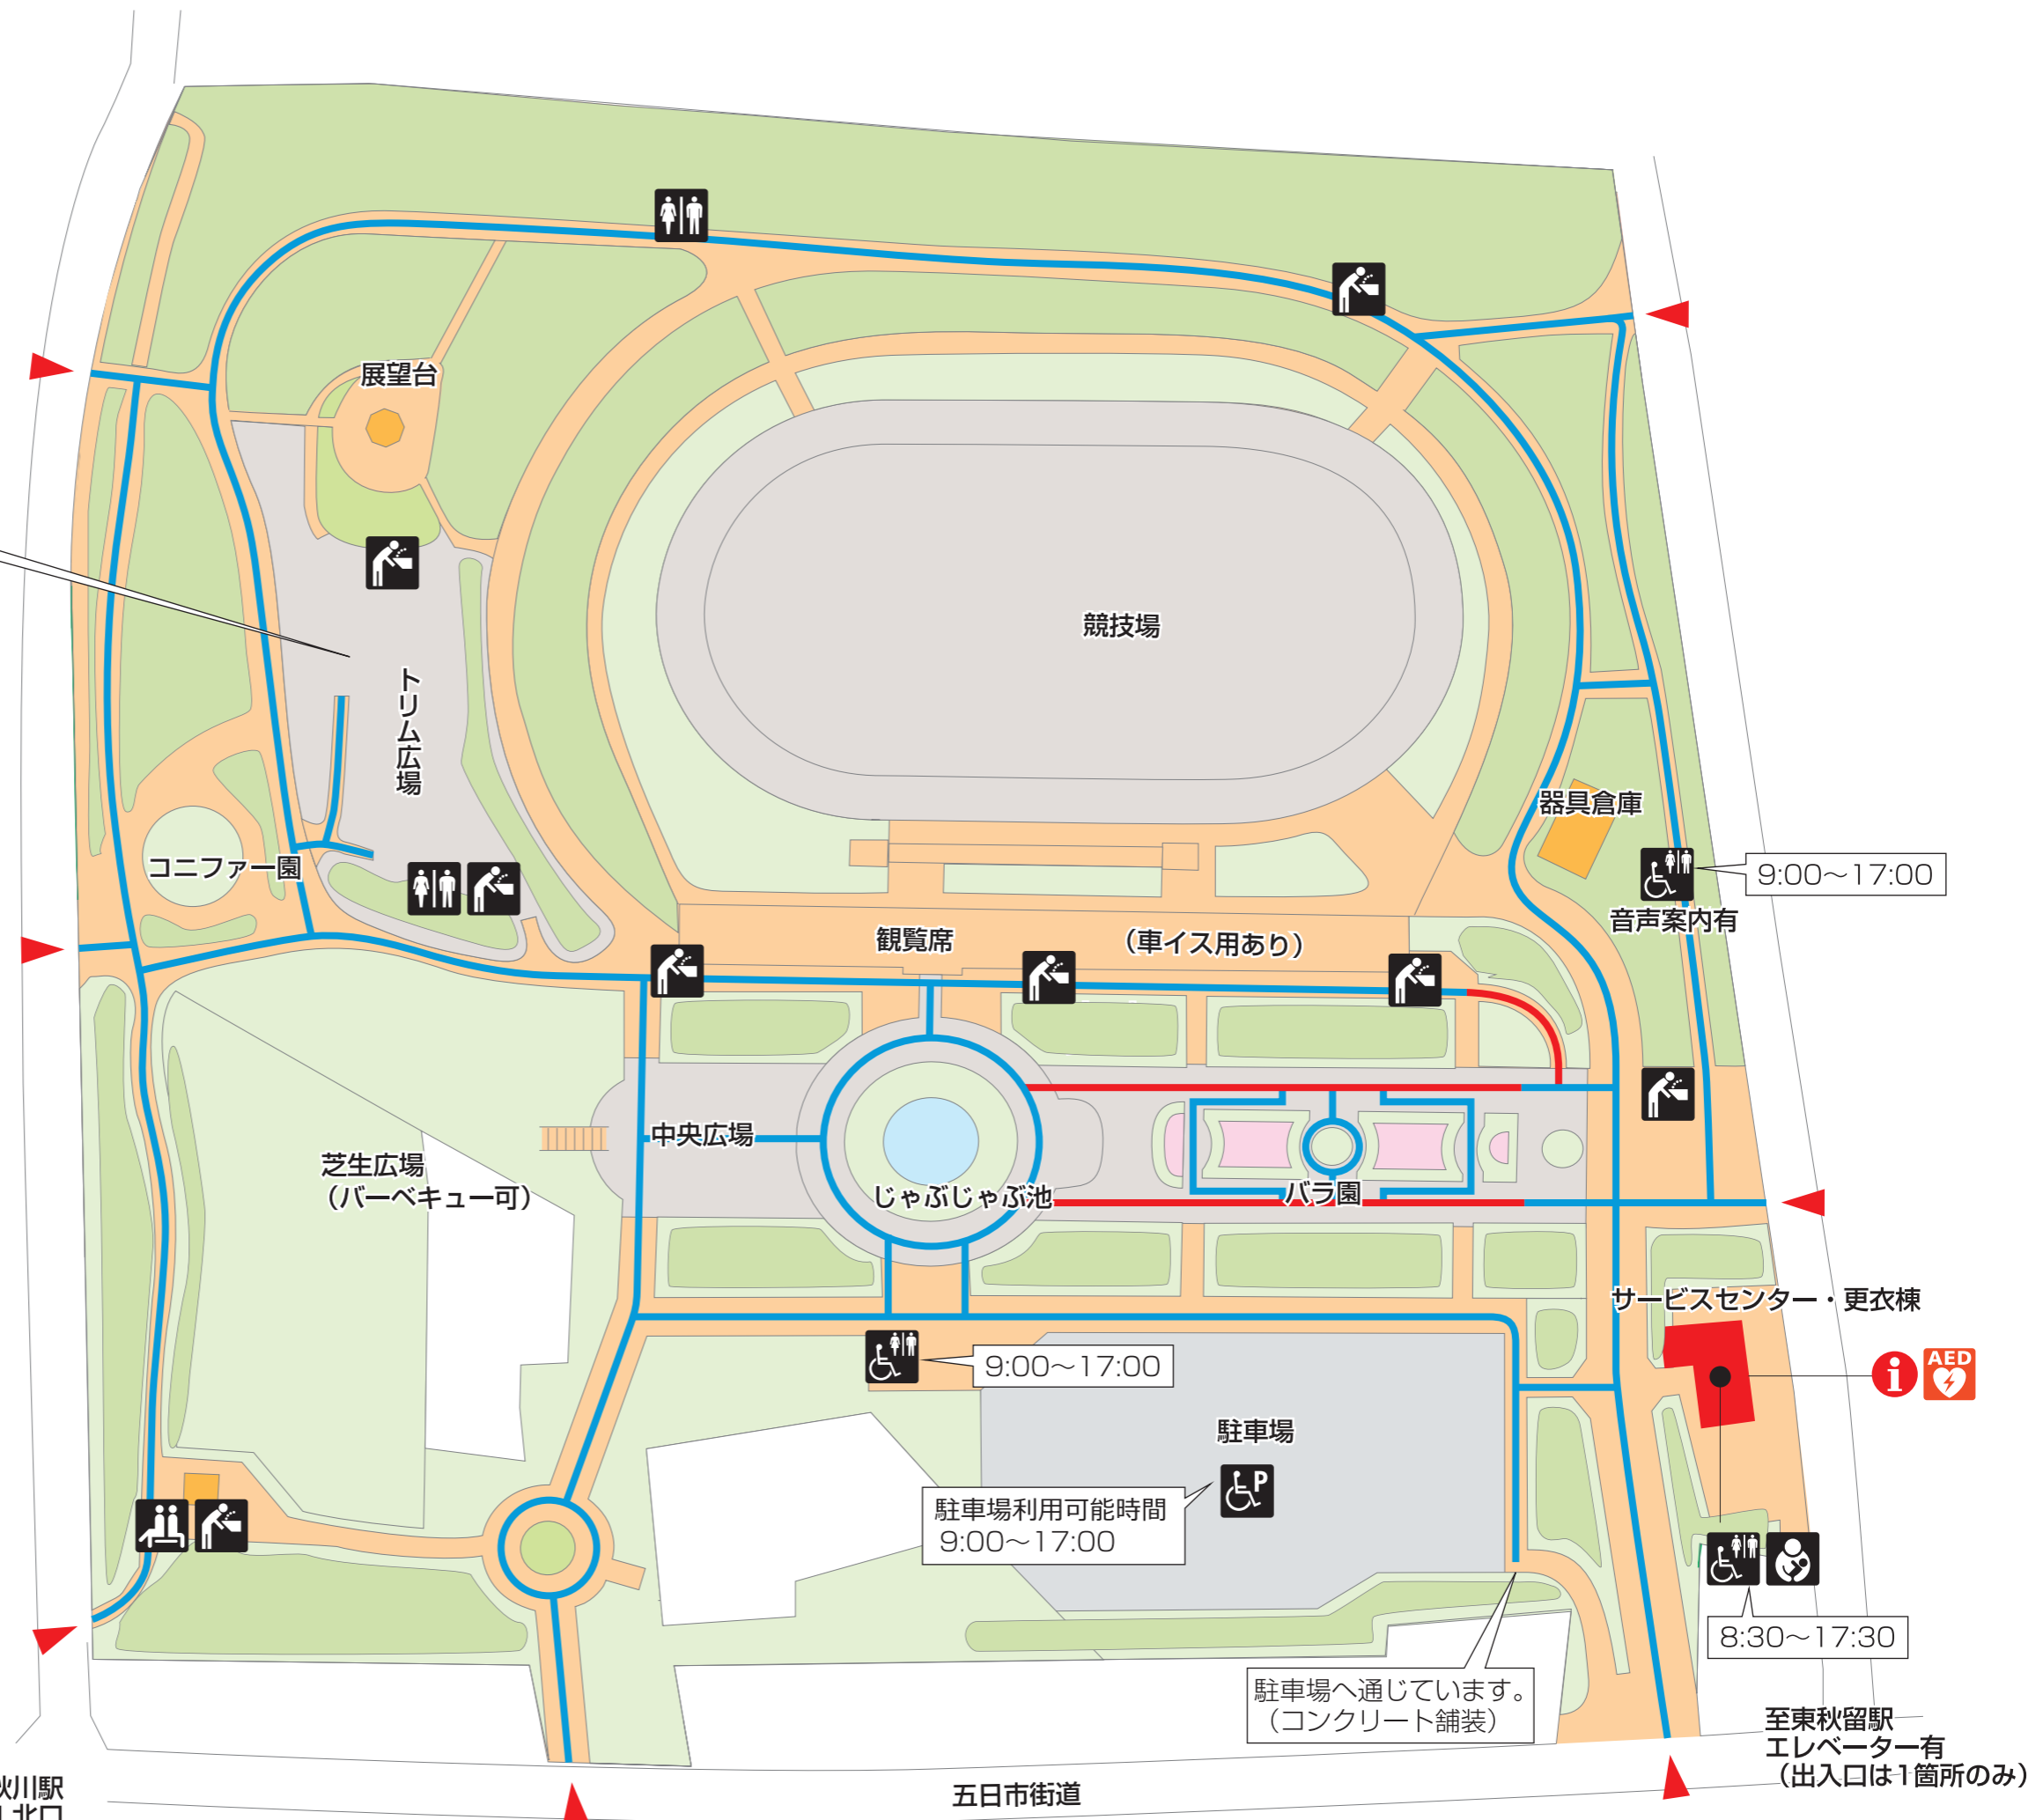 展望台
競技場
トリム広場
器具倉庫
コニファー園
9:00～17:00
音声案内有
観覧席
（車イス用あり）
中央広場
芝生広場
（バーベキュー可）
じゃぶじゃぶ池
バラ園
サービスセンター・更衣棟
9:00～17:00
i
AED
駐車場
P
駐車場利用可能時間
9:00～17:00
8:30～17:30
駐車場へ通じています。
（コンクリート舗装）
至東秋留駅
エレベーター有
（出入口は1箇所のみ）
五日市街道
秋川駅
北口